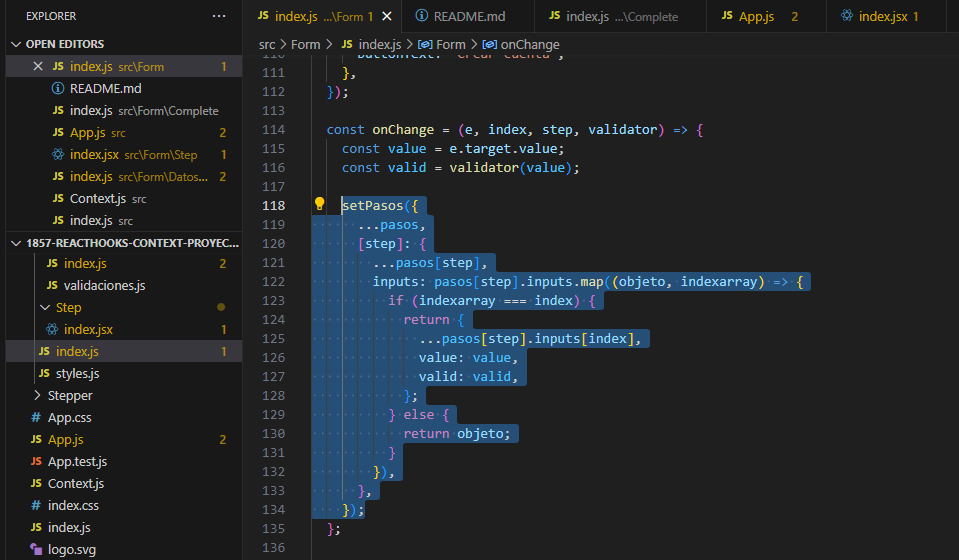 EXPLORER
···
OPEN EDITORS
JS index.js src\Form 1
README.md
JS index.js src\Form\Complete
JS App.js src 2
index.jsx src\Form\Step 1
JS index.js src\Form\Datos... 2
JS Context.js src
JS index.js src
1857-REACTHOOKS-CONTEXT-PROYEC...
JS index.js 2
JS validaciones.js
Step
index.jsx 1
JS index.js 1
JS styles.js
Stepper
# App.css
JS App.js 2
JS App.test.js
JS Context.js
# index.css
JS index.js
logo.svg
JS index.js ...\Form 1
README.md
JS index.js ...\Complete
JS App.js 2
index.jsx 1
src > Form > JS index.js > Form > onChange
111 },
112 });
113
114 const onChange = (e, index, step, validator) => {
115 const value = e.target.value;
116 const valid = validator(value);
117
118 setPasos({
119 ...pasos,
120 [step]: {
121 ...pasos[step],
122 inputs: pasos[step].inputs.map((objeto, indexarray) => {
123 if (indexarray === index) {
124 return {
125 ...pasos[step].inputs[index],
126 value: value,
127 valid: valid,
128 };
129 } else {
130 return objeto;
131 }
132 }),
133 },
134 });
135 };
136